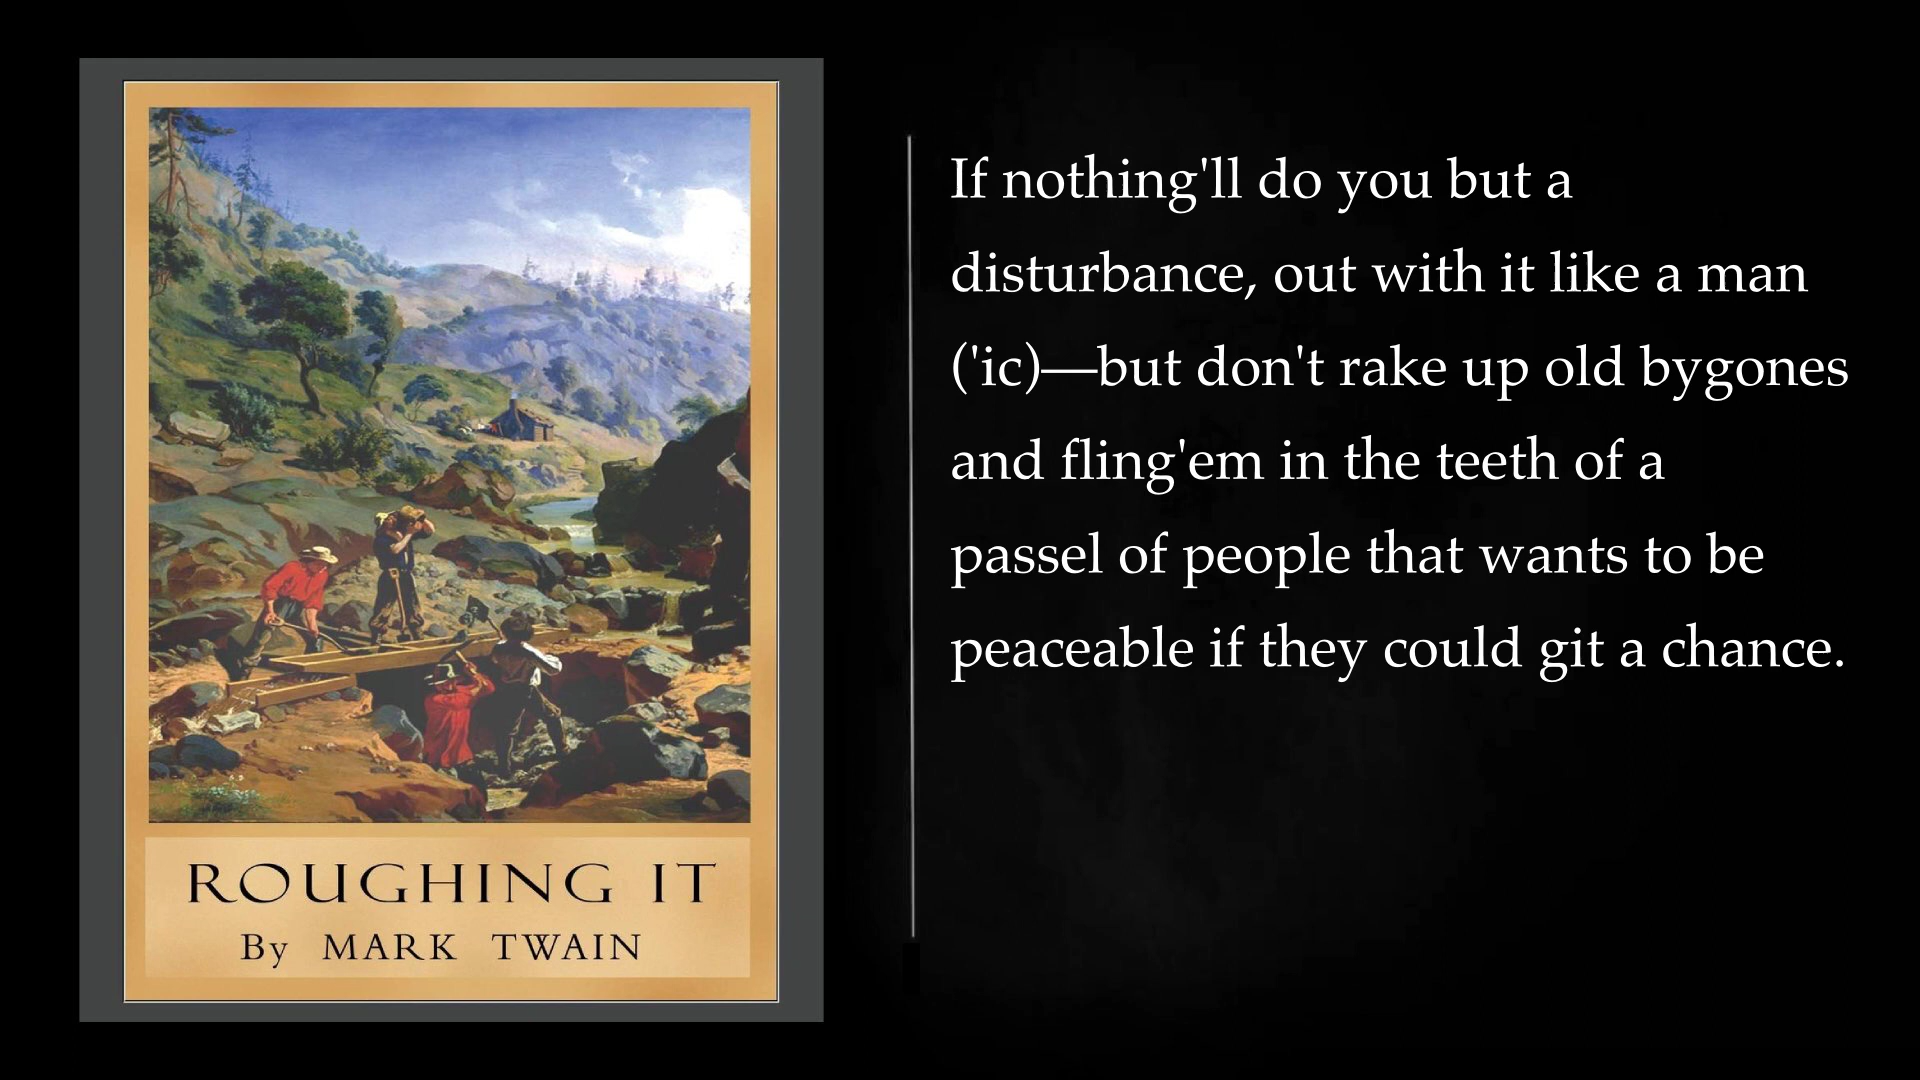 ROUGHING IT
By MARK TWAIN
If nothing'll do you but a
disturbance, out with it like a man
('ic)—but don't rake up old bygones
and fling'em in the teeth of a
passel of people that wants to be
peaceable if they could git a chance.